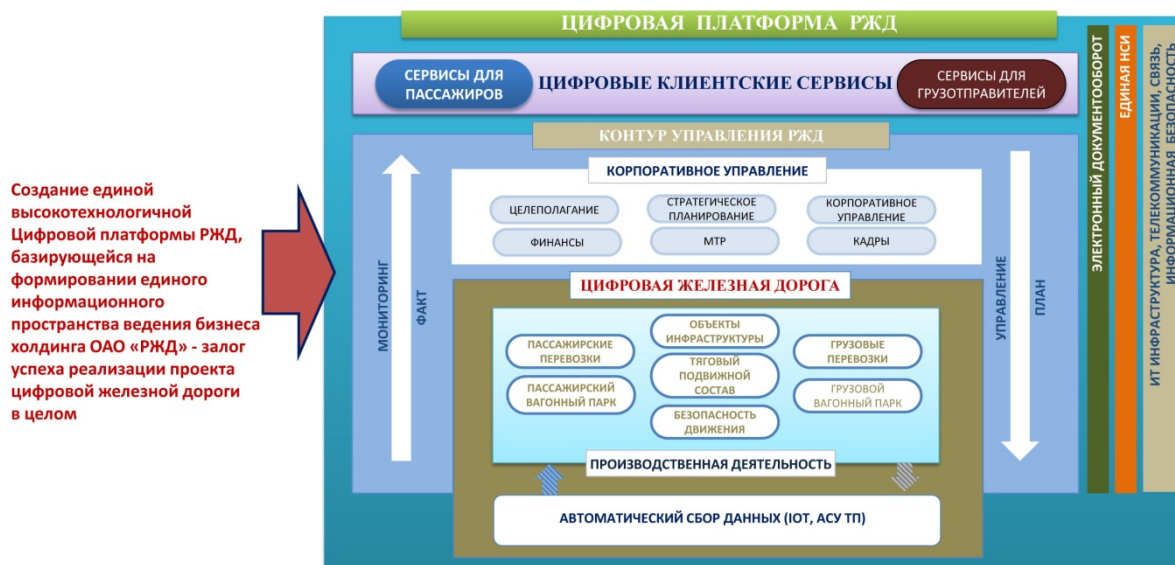 ЦИФРОВАЯ ПЛАТФОРМА РЖД
СЕРВИСЫ ДЛЯ
ПАССАЖИРОВ
ЦИФРОВЫЕ КЛИЕНТСКИЕ СЕРВИСЫ
СЕРВИСЫ ДЛЯ
ГРУЗОТПРАВИТЕЛЕЙ
КОНТУР УПРАВЛЕНИЯ РЖД
КОРПОРАТИВНОЕ УПРАВЛЕНИЕ
ЦЕЛЕПОЛАГАНИЕ
СТРАТЕГИЧЕСКОЕ
ПЛАНИРОВАНИЕ
КОРПОРАТИВНОЕ
УПРАВЛЕНИЕ
ФИНАНСЫ
МТР
КАДРЫ
Создание единой
высокотехнологичной
Цифровой платформы РЖД,
базирующейся на
формировании единого
информационного
пространства ведения бизнеса
холдинга ОАО «РЖД» - залог
успеха реализации проекта
цифровой железной дороги
в целом
МОНИТОРИНГ
ФАКТ
ЦИФРОВАЯ ЖЕЛЕЗНАЯ ДОРОГА
ПАССАЖИРСКИЕ
ПЕРЕВОЗКИ
ОБЪЕКТЫ
ИНФРАСТРУКТУРЫ
ГРУЗОВЫЕ
ПЕРЕВОЗКИ
ПАССАЖИРСКИЙ
ВАГОННЫЙ ПАРК
ТЯГОВЫЙ
ПОДВИЖНОЙ
СОСТАВ
ГРУЗОВОЙ
ВАГОННЫЙ ПАРК
БЕЗОПАСНОСТЬ
ДВИЖЕНИЯ
ПРОИЗВОДСТВЕННАЯ ДЕЯТЕЛЬНОСТЬ
АВТОМАТИЧЕСКИЙ СБОР ДАННЫХ (IOT, АСУ ТП)
УПРАВЛЕНИЕ
ПЛАН
ЭЛЕКТРОННЫЙ ДОКУМЕНТООБОРОТ
ЕДИНАЯ НСИ
ИТ ИНФРАСТРУКТУРА, ТЕЛЕКОММУНИКАЦИИ, СВЯЗЬ,
ИНФОРМАЦИОННАЯ БЕЗОПАСНОСТЬ